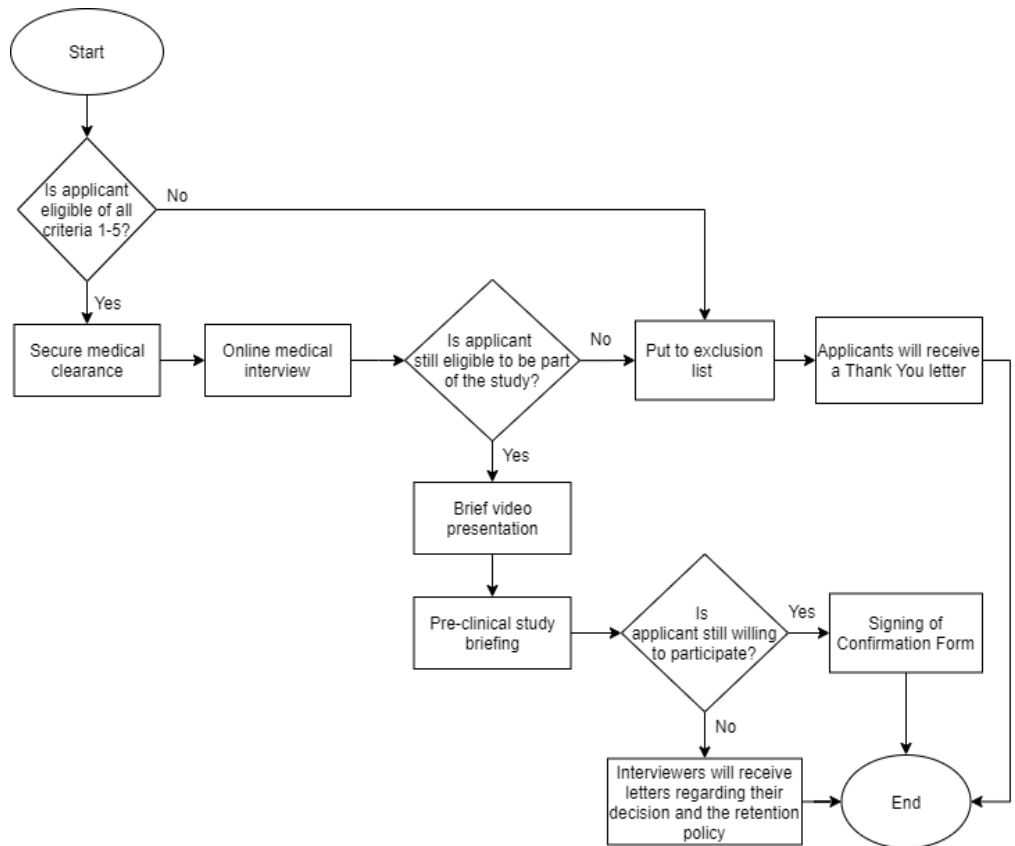 Start
Is applicant
eligible of all
criteria 1-5?
No
Yes
Secure medical
clearance
Online medical
interview
Is applicant
still eligible to be part
of the study?
No
Put to exclusion
list
Applicants will receive
a Thank You letter
Yes
Brief video
presentation
Pre-clinical study
briefing
Is
applicant still willing
to participate?
Yes
Signing of
Confirmation Form
No
Interviewers will receive
letters regarding their
decision and the retention
policy
End